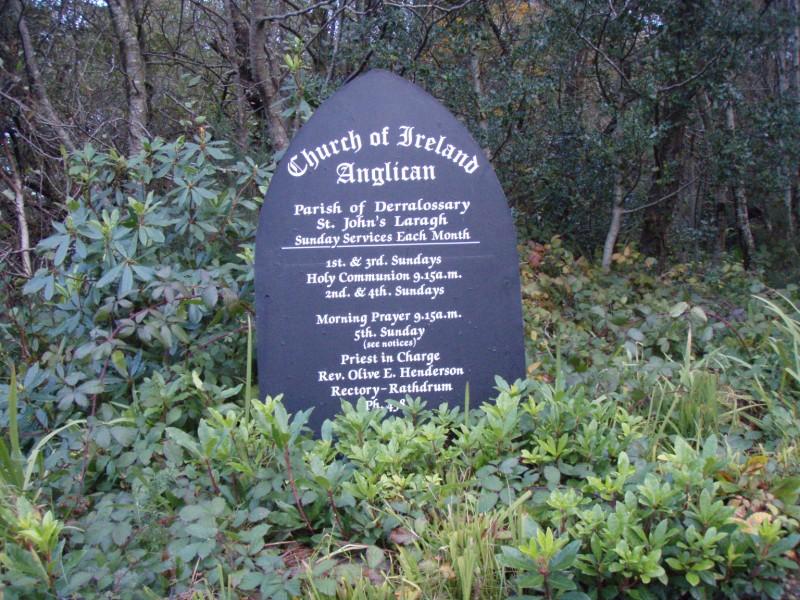 Church of Ireland
Anglican
Parish of Derralossary
St. John's Laragh
Sunday Services Each Month
1st. & 3rd. Sundays
Holy Communion 9.15a.m.
2nd. & 4th. Sundays
Morning Prayer 9.15a.m.
5th. Sunday
(see notices)
Priest in Charge
Rev. Olive E. Henderson
Rectory-Rathdrum
Ph.